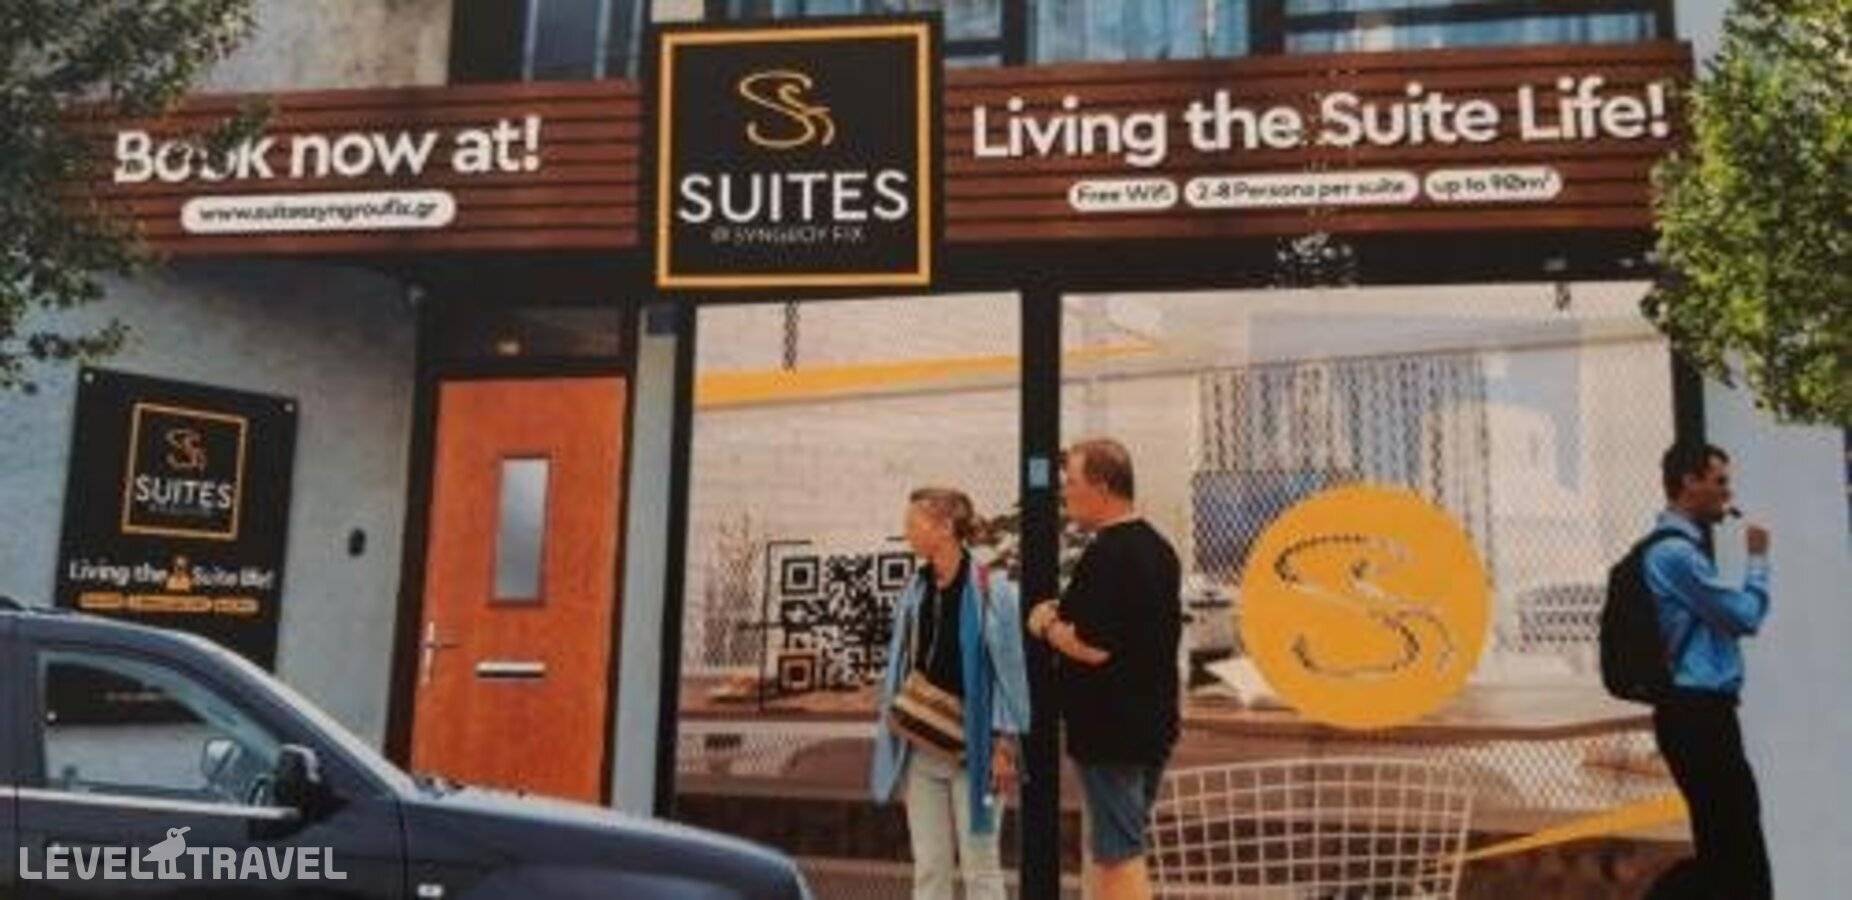 Book now at!
www.suitessyngroufix.gr
SUITES
@ SYNGROY FIX
Living the Suite Life!
Free Wifi
2-8 Persons per suite
up to 90m²
SUITES
Living the Suite life!
LEVEL TRAVEL